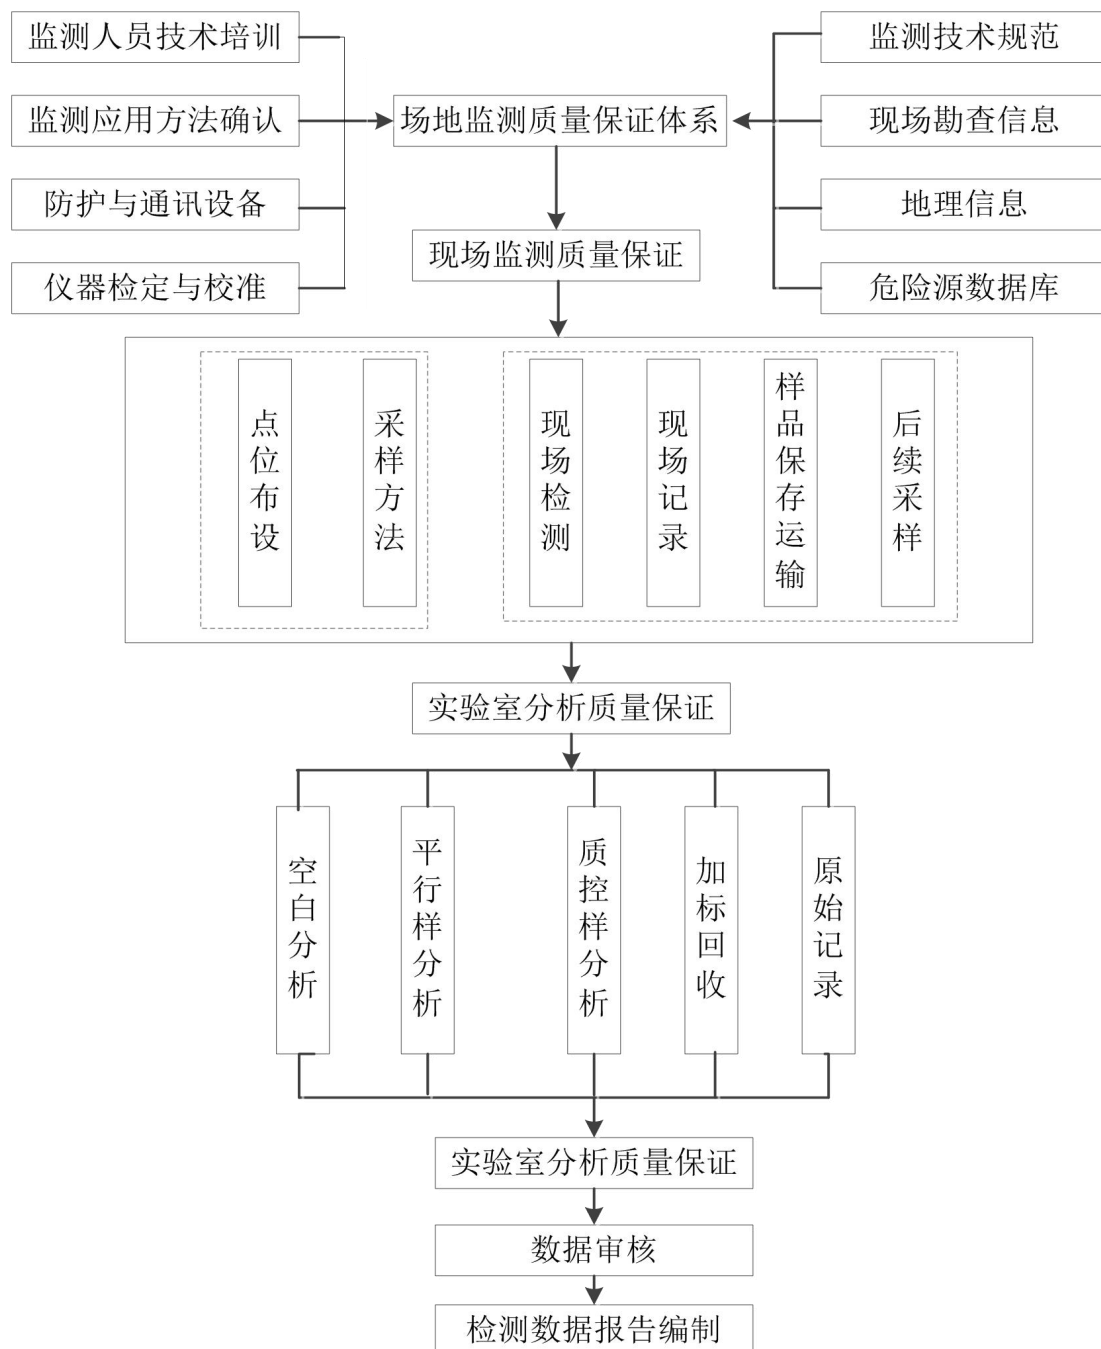 监测人员技术培训
监测技术规范
监测应用方法确认
场地监测质量保证体系
现场勘查信息
防护与通讯设备
地理信息
现场监测质量保证
仪器检定与校准
危险源数据库
点位布设
采样方法
现场检测
现场记录
样品保存运输
后续采样
实验室分析质量保证
空白分析
平行样分析
质控样分析
加标回收
原始记录
实验室分析质量保证
数据审核
检测数据报告编制